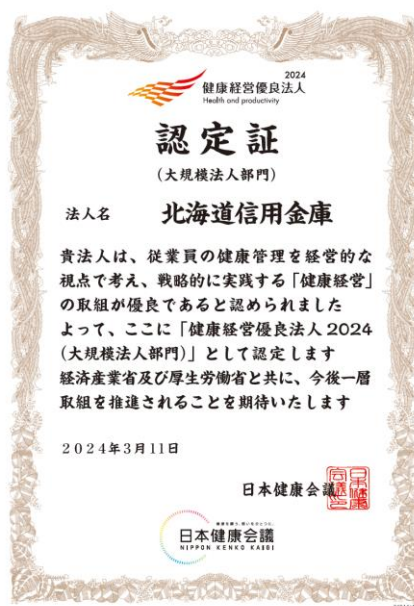 2024
健康経営優良法人
Health and productivity
認定証
(大規模法人部門)
法人名 北海道信用金庫
貴法人は、従業員の健康管理を経営的な
視点で考え、戦略的に実践する「健康経営」
の取組が優良であると認められました
よって、ここに「健康経営優良法人2024
(大規模法人部門)」として認定します
経済産業省及び厚生労働省と共に、今後一層
取組を推進されることを期待いたします
2024年3月11日
日本健康会議
日本健康会議
NIPPON KENKO KAIGI